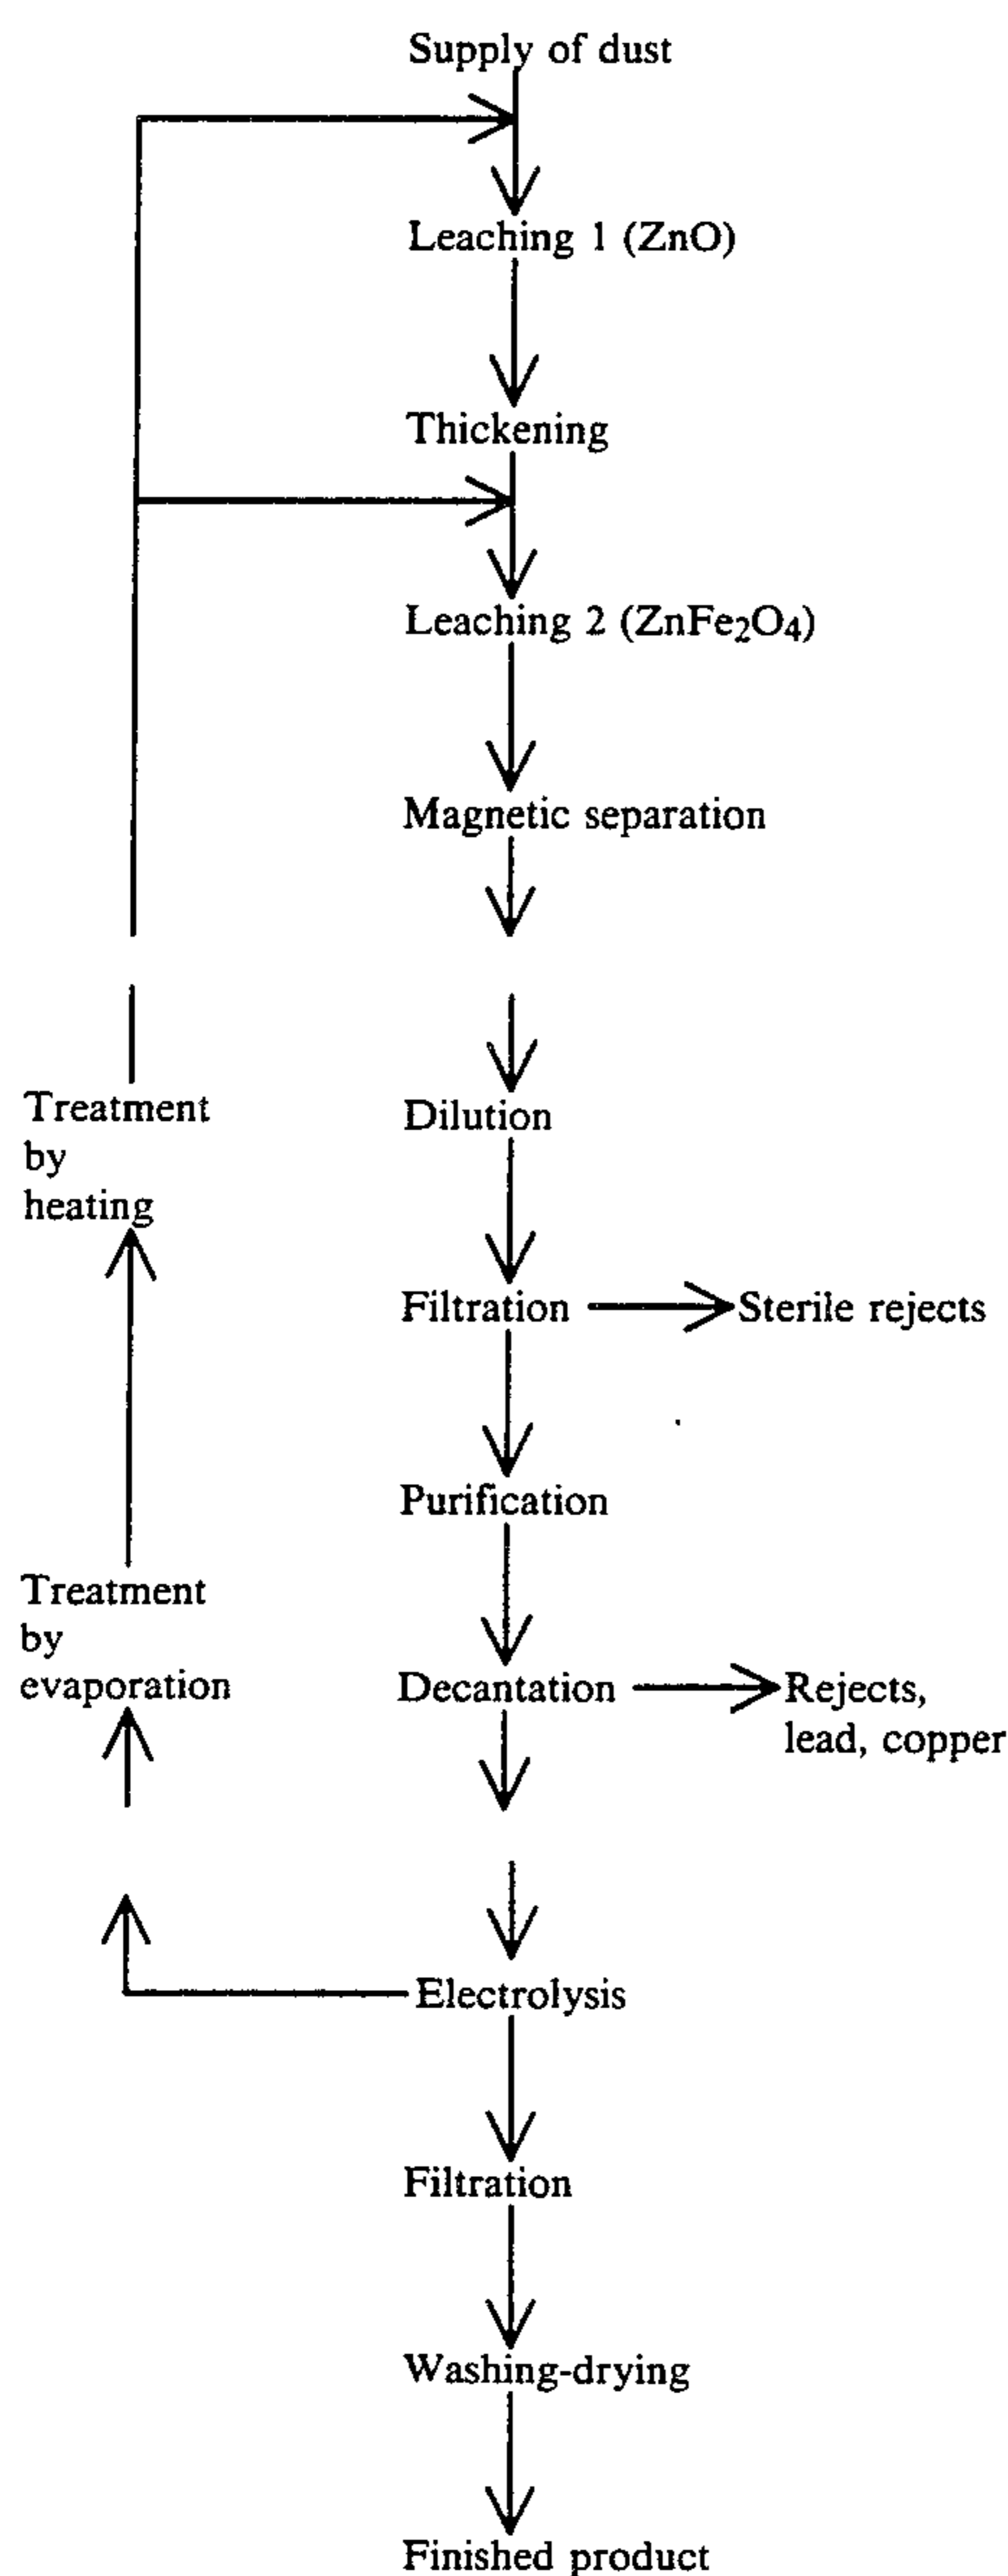 Supply of dust
Leaching 1 (ZnO)
Thickening
Leaching 2 (ZnFe₂O₄)
Magnetic separation
Treatment
by
heating
Dilution
Filtration
Sterile rejects
Purification
Treatment
by
evaporation
Decantation
Rejects,
lead, copper
Electrolysis
Filtration
Washing-drying
Finished product